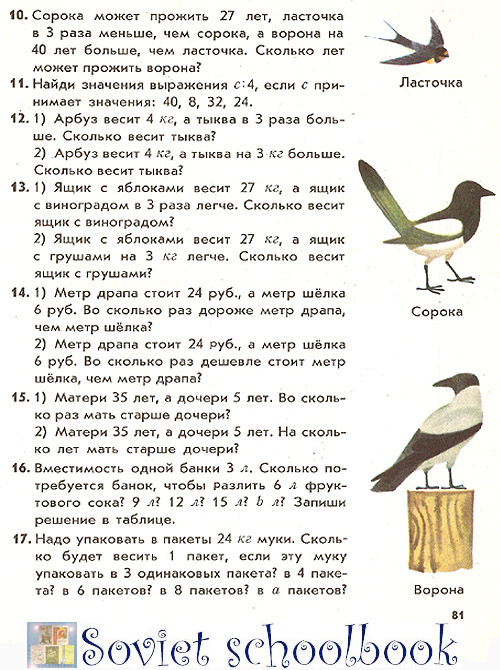 10. Сорока может прожить 27 лет, ласточка
в 3 раза меньше, чем сорока, а ворона на
40 лет больше, чем ласточка. Сколько лет
может прожить ворона?
Ласточка
11. Найди значения выражения c:4, если c при-
нимает значения: 40, 8, 32, 24.
12. 1) Арбуз весит 4 кг, а тыква в 3 раза боль-
ше. Сколько весит тыква?
2) Арбуз весит 4 кг, а тыква на 3 кг больше.
Сколько весит тыква?
13. 1) Ящик с яблоками весит 27 кг, а ящик
с виноградом в 3 раза легче. Сколько весит
ящик с виноградом?
2) Ящик с яблоками весит 27 кг, а ящик
с грушами на 3 кг легче. Сколько весит
ящик с грушами?
Сорока
14. 1) Метр драпа стоит 24 руб., а метр шёлка
6 руб. Во сколько раз дороже метр драпа,
чем метр шёлка?
2) Метр драпа стоит 24 руб., а метр шёлка
6 руб. Во сколько раз дешевле стоит метр
шёлка, чем метр драпа?
15. 1) Матери 35 лет, а дочери 5 лет. Во сколь-
ко раз мать старше дочери?
2) Матери 35 лет, а дочери 5 лет. На сколь-
ко лет мать старше дочери?
16. Вместимость одной банки 3 л. Сколько по-
требуется банок, чтобы разлить 6 л фрук-
тового сока? 9 л? 12 л? 15 л? b л? Запиши
решение в таблице.
17. Надо упаковать в пакеты 24 кг муки. Сколь-
ко будет весить 1 пакет, если эту муку
упаковать в 3 одинаковых пакета? в 4 паке-
та? в 6 пакетов? в 8 пакетов? в a пакетов?
Ворона
81
Soviet schoolbook